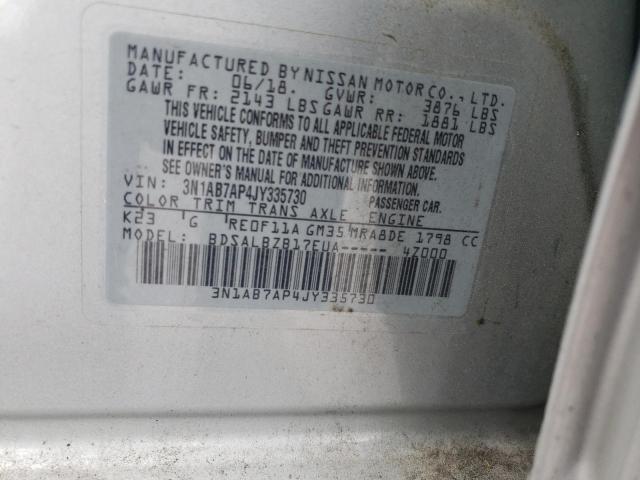 MANUFACTURED BY NISSAN MOTOR CO., LTD.
DATE: 06/18. GVWR: 3876 LBS
GAWR FR: 2143 LBS GAWR RR: 1881 LBS
THIS VEHICLE CONFORMS TO ALL APPLICABLE FEDERAL MOTOR
VEHICLE SAFETY, BUMPER AND THEFT PREVENTION STANDARDS
IN EFFECT ON THE DATE OF MANUFACTURE SHOWN ABOVE.
SEE OWNER'S MANUAL FOR ADDITIONAL INFORMATION.
VIN: 3N1AB7AP4JY335730 PASSENGER CAR.
COLOR TRIM TRANS AXLE ENGINE
K23 G RE0F11A GM35 MRA8DE 1798 CC
MODEL: BDSALBZB17EUA----- 47000
3N1AB7AP4JY335730